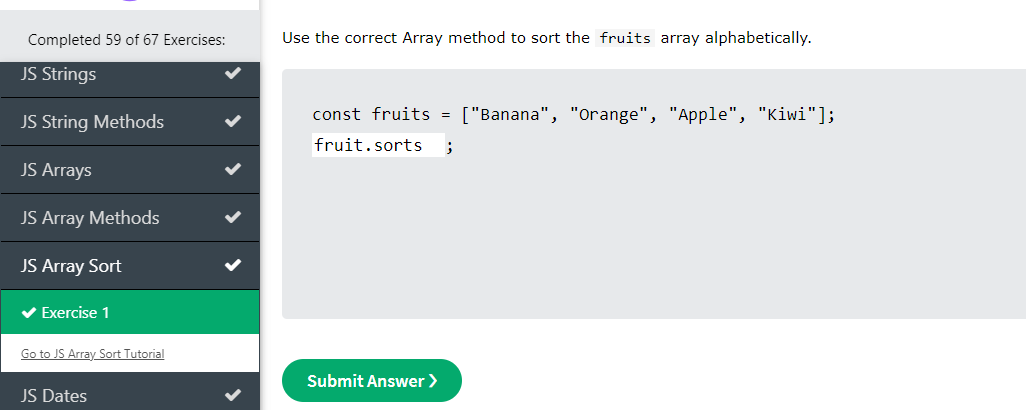 Completed 59 of 67 Exercises:
JS Strings
JS String Methods
JS Arrays
JS Array Methods
JS Array Sort
Exercise 1
Go to JS Array Sort Tutorial
JS Dates
Use the correct Array method to sort the fruits array alphabetically.
const fruits = ["Banana", "Orange", "Apple", "Kiwi"];
fruit.sorts ;
Submit Answer ❯